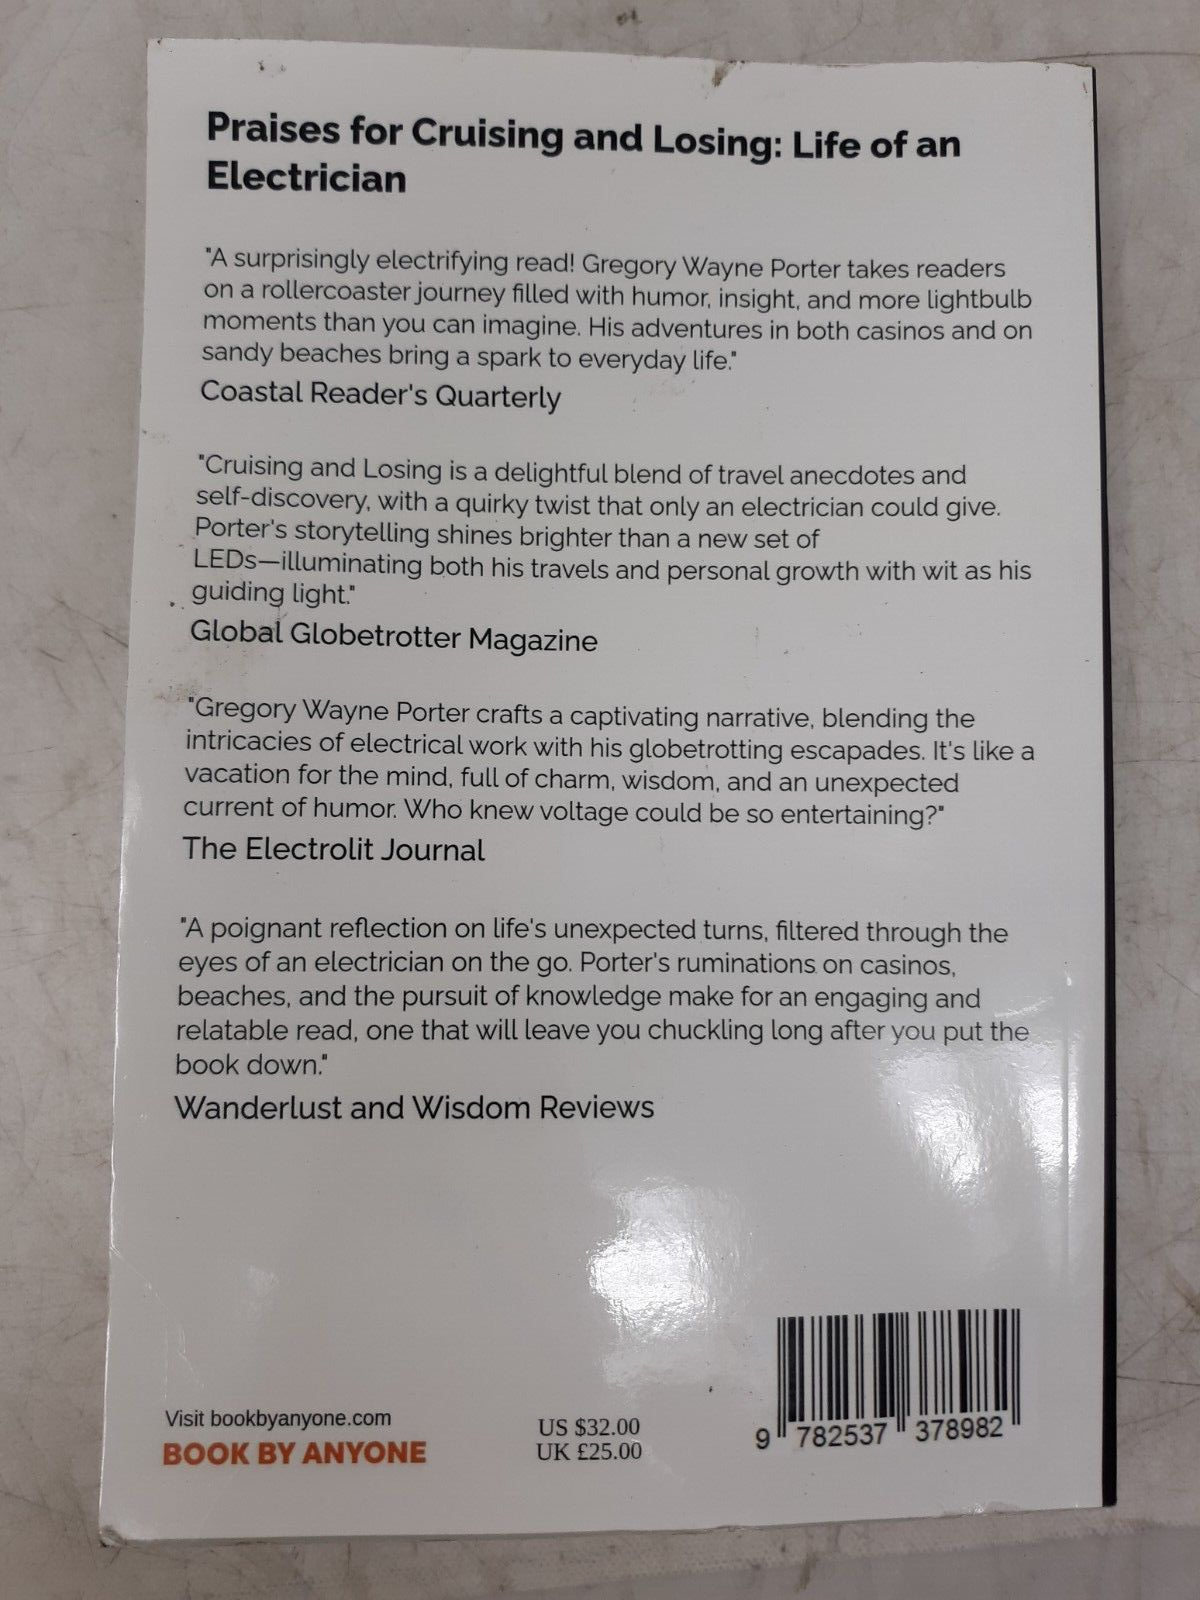 Praises for Cruising and Losing: Life of an
Electrician
"A surprisingly electrifying read! Gregory Wayne Porter takes readers
on a rollercoaster journey filled with humor, insight, and more lightbulb
moments than you can imagine. His adventures in both casinos and on
sandy beaches bring a spark to everyday life."
Coastal Reader's Quarterly
"Cruising and Losing is a delightful blend of travel anecdotes and
self-discovery, with a quirky twist that only an electrician could give.
Porter's storytelling shines brighter than a new set of
LEDs—illuminating both his travels and personal growth with wit as his
guiding light."
Global Globetrotter Magazine
"Gregory Wayne Porter crafts a captivating narrative, blending the
intricacies of electrical work with his globetrotting escapades. It's like a
vacation for the mind, full of charm, wisdom, and an unexpected
current of humor. Who knew voltage could be so entertaining?"
The Electrolit Journal
"A poignant reflection on life's unexpected turns, filtered through the
eyes of an electrician on the go. Porter's ruminations on casinos,
beaches, and the pursuit of knowledge make for an engaging and
relatable read, one that will leave you chuckling long after you put the
book down."
Wanderlust and Wisdom Reviews
Visit bookbyanyone.com
BOOK BY ANYONE
US $32.00
UK £25.00
9 782537 378982